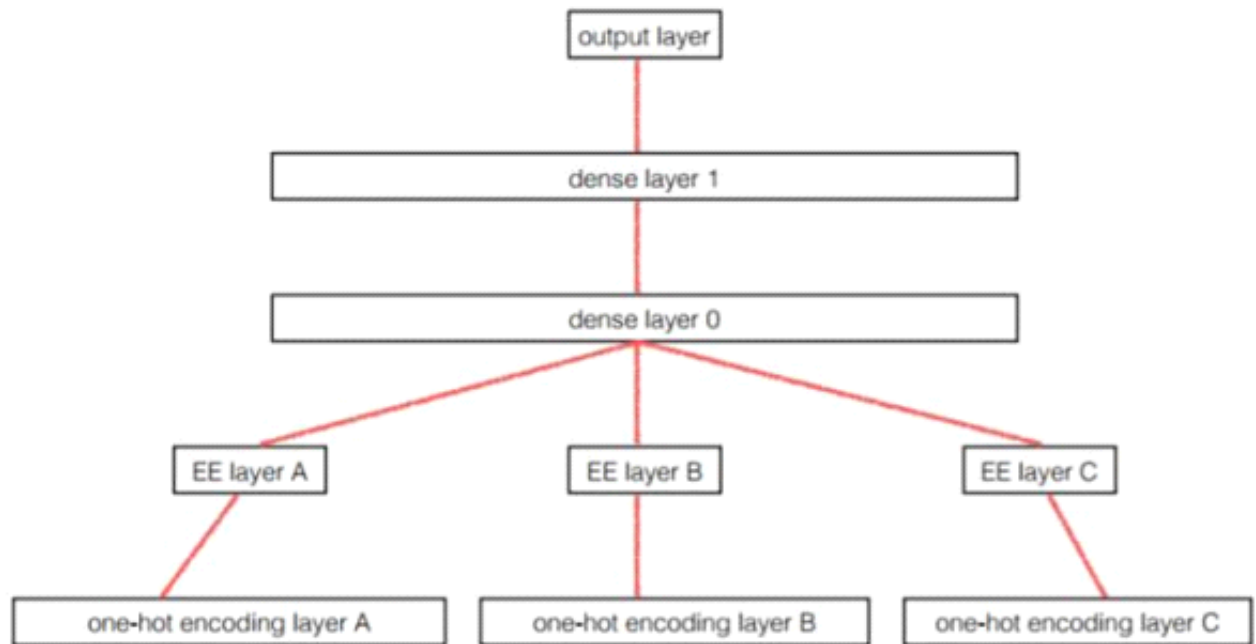 output layer
dense layer 1
dense layer 0
EE layer A
EE layer B
EE layer C
one-hot encoding layer A
one-hot encoding layer B
one-hot encoding layer C